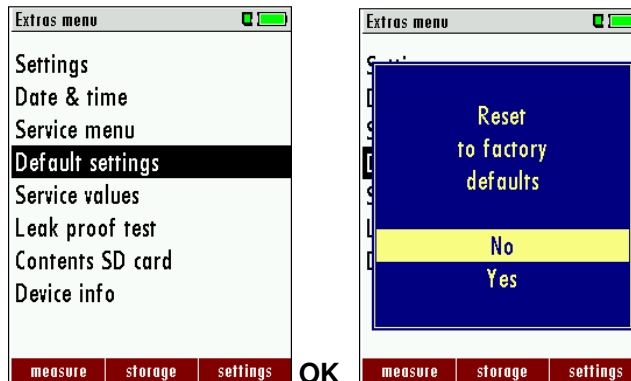 Extras menu
Settings
Date & time
Service menu
Default settings
Service values
Leak proof test
Contents SD card
Device info
measure storage settings
OK
Extras menu
Reset
to factory
defaults
No
Yes
measure storage settings